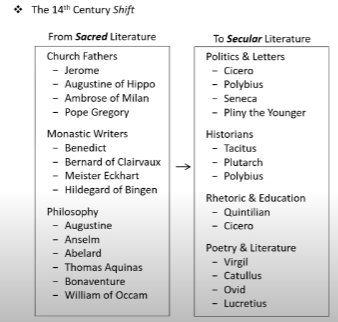 ❖ The 14th Century Shift
From Sacred Literature
Church Fathers
– Jerome
– Augustine of Hippo
– Ambrose of Milan
– Pope Gregory
Monastic Writers
– Benedict
– Bernard of Clairvaux
– Meister Eckhart
– Hildegard of Bingen
Philosophy
– Augustine
– Anselm
– Abelard
– Thomas Aquinas
– Bonaventure
– William of Occam
→
To Secular Literature
Politics & Letters
– Cicero
– Polybius
– Seneca
– Pliny the Younger
Historians
– Tacitus
– Plutarch
– Polybius
Rhetoric & Education
– Quintilian
– Cicero
Poetry & Literature
– Virgil
– Catullus
– Ovid
– Lucretius